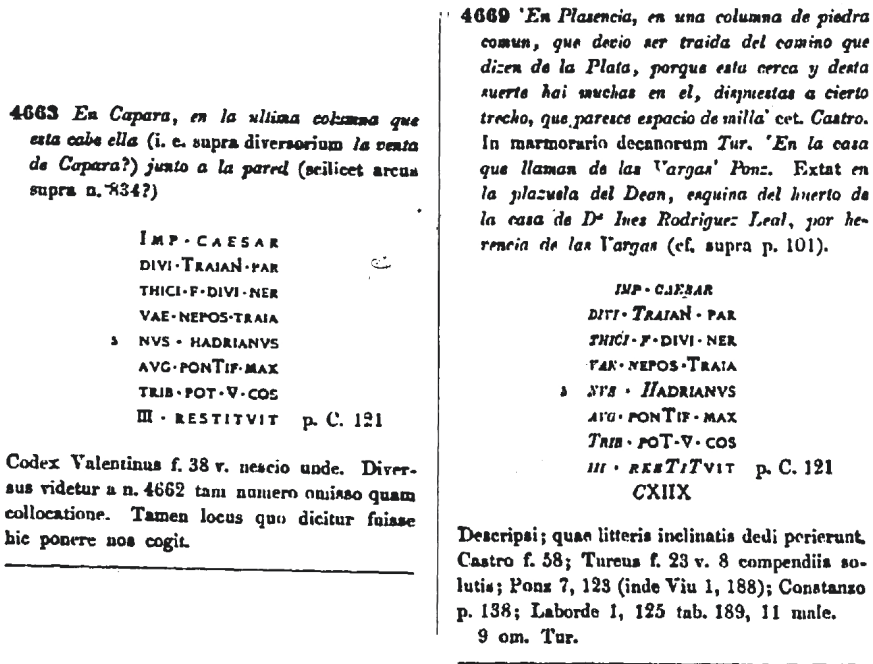 4663 En Capara, en la ultima columna que
esta cabe ella (i. e. supra diversorium la venta
de Capara?) junto a la pared (scilicet arcus
supra n. 834?)
IMP · CAESAR
DIVI · TRAIAN · PAR
THICI · F · DIVI · NER
VAE · NEPOS · TRAIA
5 NVS · HADRIANVS
AVG · PONTIF · MAX
TRIB · POT · V · COS
III · RESTITVIT p. C. 121
Codex Valentinus f. 38 v. nescio unde. Diver-
sus videtur a n. 4662 tam numero omisso quam
collocatione. Tamen locus quo dicitur fuisse
hic ponere nos cogit.
4669 'En Plasencia, en una columna de piedra
comun, que decio ser traida del camino que
dizen de la Plata, porque esta cerca y desta
suerte hai muchas en el, dispuestas a cierto
trecho, que paresce espacio de milla' cet. Castro.
In marmorario decanorum Tur. 'En la casa
que llaman de las Vargas' Ponz. Extat en
la plazuela del Dean, esquina del huerto de
la casa de Dª Ines Rodriguez Leal, por he-
rencia de las Vargas (cf. supra p. 101).
IMP · CAESAR
DIVI · TRAIAN · PAR
THICI · F · DIVI · NER
VAE · NEPOS · TRAIA
5 NVS · HADRIANVS
AVG · PONTIF · MAX
TRIB · POT · V · COS
III · RESTITVIT p. C. 121
CXIIX
Descripsi; quae litteris inclinatis dedi perierunt.
Castro f. 58; Tureus f. 23 v. 8 compendiis so-
lutis; Ponz 7, 123 (inde Viu 1, 188); Constanzo
p. 138; Laborde 1, 125 tab. 189, 11 male.
9 om. Tur.